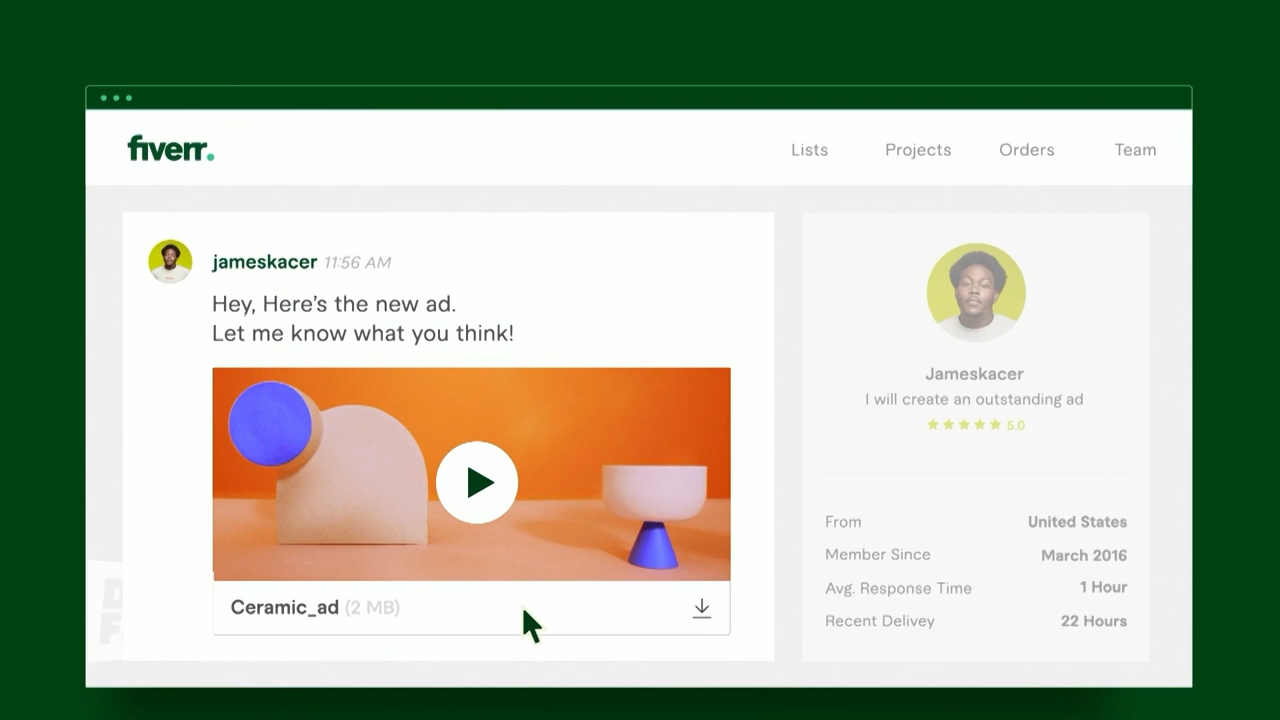 fiverr.
Lists
Projects
Orders
Team
jameskacer 11:56 AM
Hey, Here's the new ad.
Let me know what you think!
Ceramic_ad (2 MB)
Jameskacer
I will create an outstanding ad
5.0
From United States
Member Since March 2016
Avg. Response Time 1 Hour
Recent Delivey 22 Hours